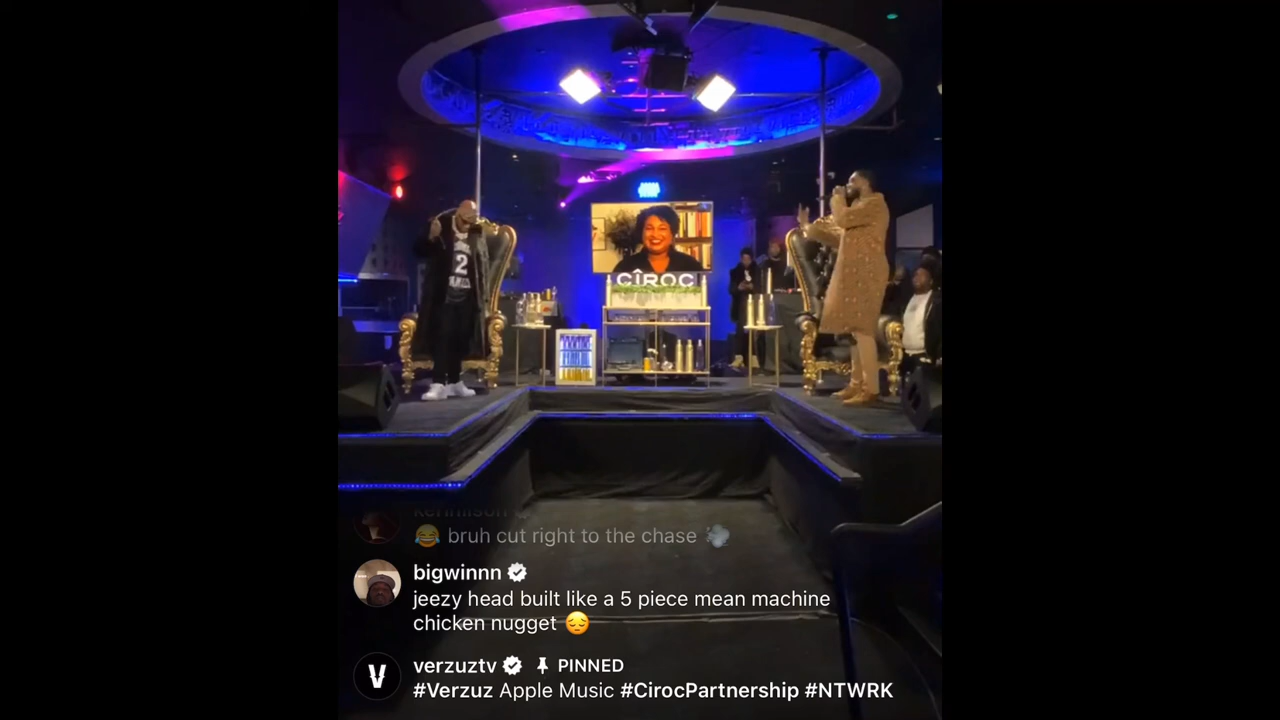 CÎROC
2
😂 bruh cut right to the chase 💨
bigwinnn
jeezy head built like a 5 piece mean machine
chicken nugget 😔
verzuztv PINNED
#Verzuz Apple Music #CirocPartnership #NTWRK